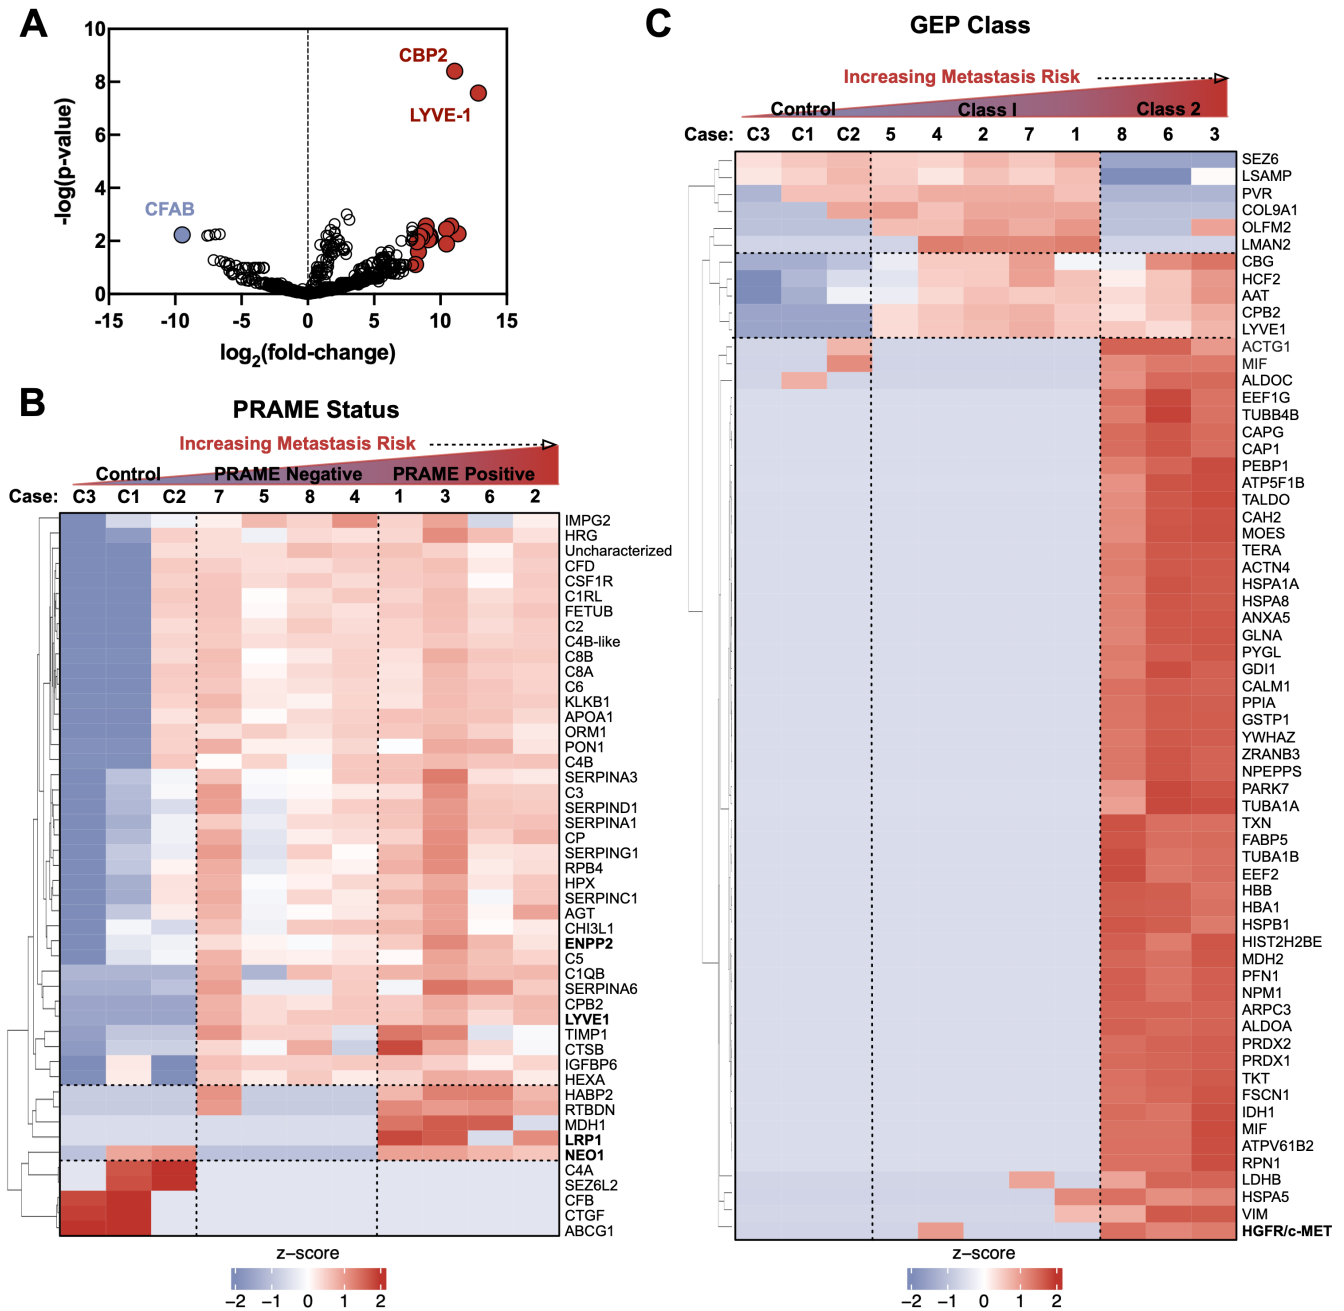 A
10
8
6
4
2
0
-log(p-value)
CBP2
LYVE-1
CFAB
-15 -10 -5 0 5 10 15
log2(fold-change)
B
PRAME Status
Increasing Metastasis Risk
Control PRAME Negative PRAME Positive
Case: C3 C1 C2 7 5 8 4 1 3 6 2
IMPG2
HRG
Uncharacterized
CFD
CSF1R
C1RL
FETUB
C2
C4B-like
C8B
C8A
C6
KLKB1
APOA1
ORM1
PON1
C4B
SERPINA3
C3
SERPIND1
SERPINA1
CP
SERPING1
RPB4
HPX
SERPINC1
AGT
CHI3L1
ENPP2
C5
C1QB
SERPINA6
CPB2
LYVE1
TIMP1
CTSB
IGFBP6
HEXA
HABP2
RTBDN
MDH1
LRP1
NEO1
C4A
SEZ6L2
CFB
CTGF
ABCG1
z-score
−2 −1 0 1 2
C
GEP Class
Increasing Metastasis Risk
Control Class I Class 2
Case: C3 C1 C2 5 4 2 7 1 8 6 3
SEZ6
LSAMP
PVR
COL9A1
OLFM2
LMAN2
CBG
HCF2
AAT
CPB2
LYVE1
ACTG1
MIF
ALDOC
EEF1G
TUBB4B
CAPG
CAP1
PEBP1
ATP5F1B
TALDO
CAH2
MOES
TERA
ACTN4
HSPA1A
HSPA8
ANXA5
GLNA
PYGL
GDI1
CALM1
PPIA
GSTP1
YWHAZ
ZRANB3
NPEPPS
PARK7
TUBA1A
TXN
FABP5
TUBA1B
EEF2
HBB
HBA1
HSPB1
HIST2H2BE
MDH2
PFN1
NPM1
ARPC3
ALDOA
PRDX2
PRDX1
TKT
FSCN1
IDH1
MIF
ATPV61B2
RPN1
LDHB
HSPA5
VIM
HGFR/c-MET
z-score
−2 −1 0 1 2